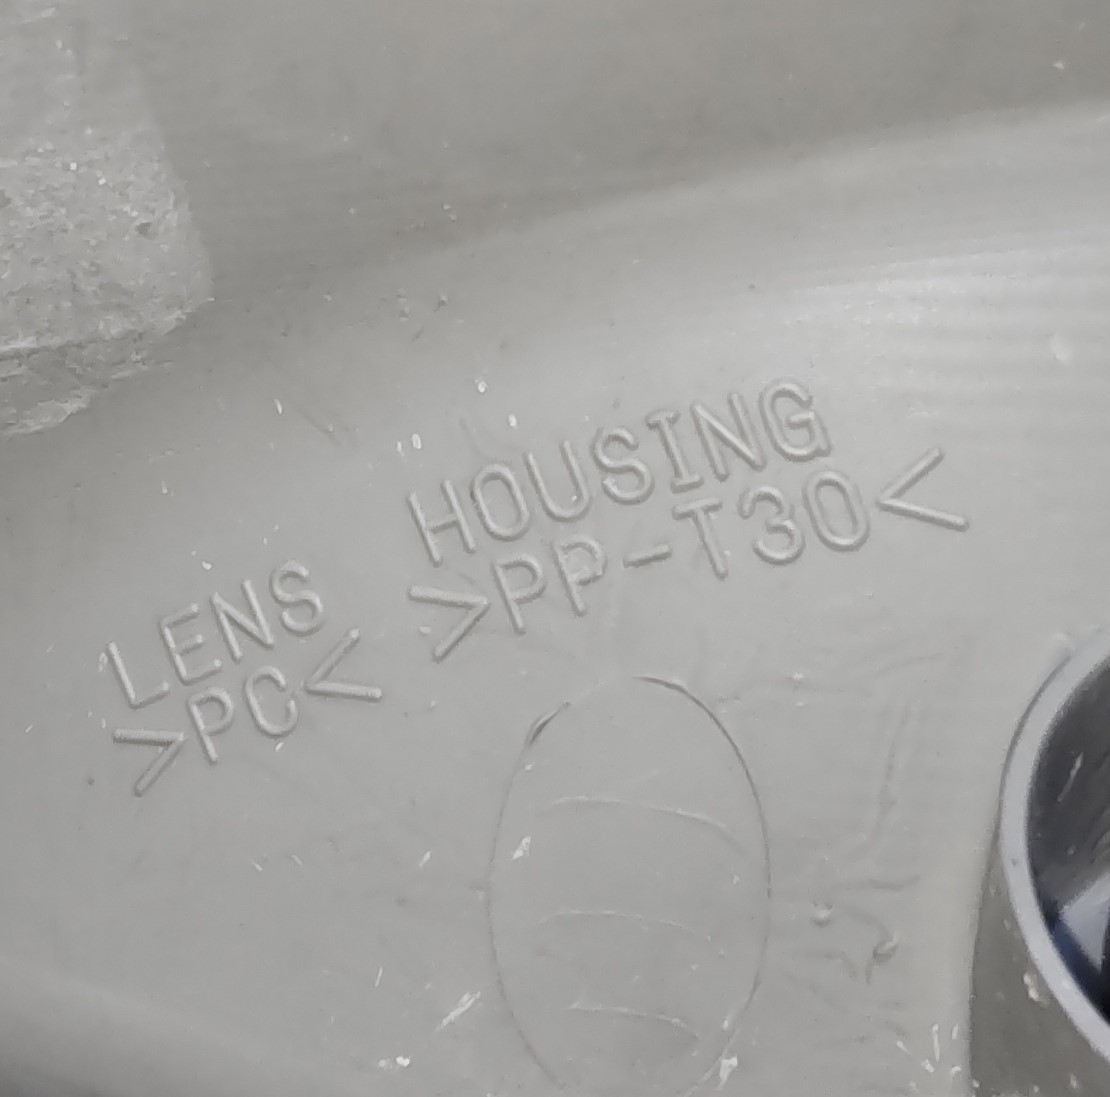 LENS
>PC<
HOUSING
>PP-T30<